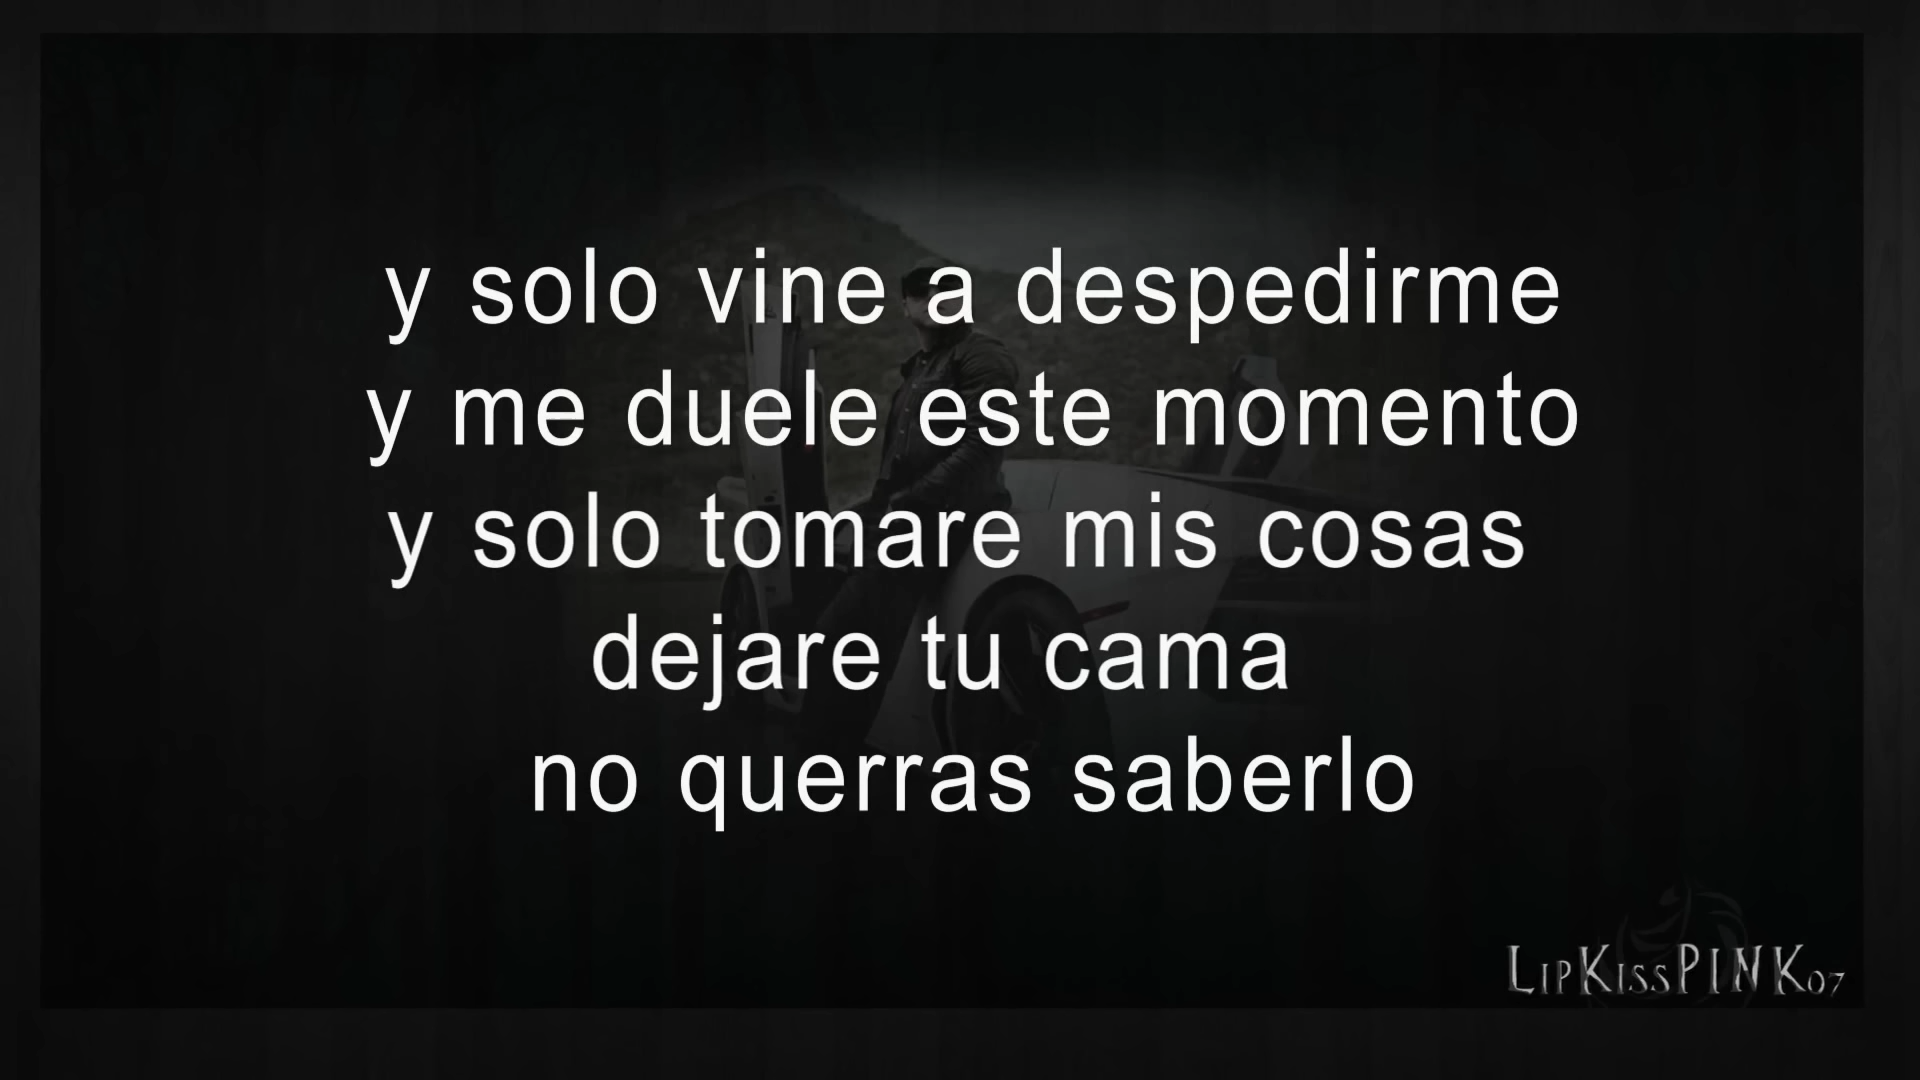 y solo vine a despedirme
y me duele este momento
y solo tomare mis cosas
dejare tu cama
no querras saberlo
LipKissPINK07